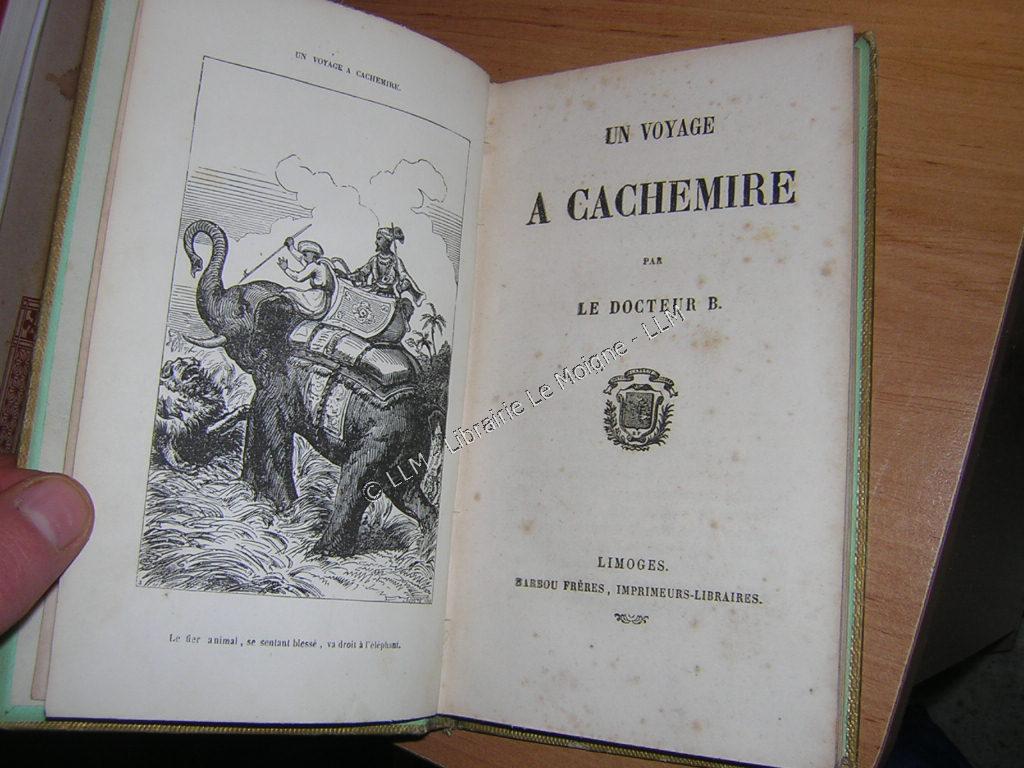 UN VOYAGE A CACHEMIRE.
Le fier animal, se sentant blessé, va droit à l'éléphant.
UN VOYAGE
A CACHEMIRE
PAR
LE DOCTEUR B.
LIMOGES.
BARBOU FRÈRES, IMPRIMEURS-LIBRAIRES.
© LLM - Librairie Le Moigne - LLM